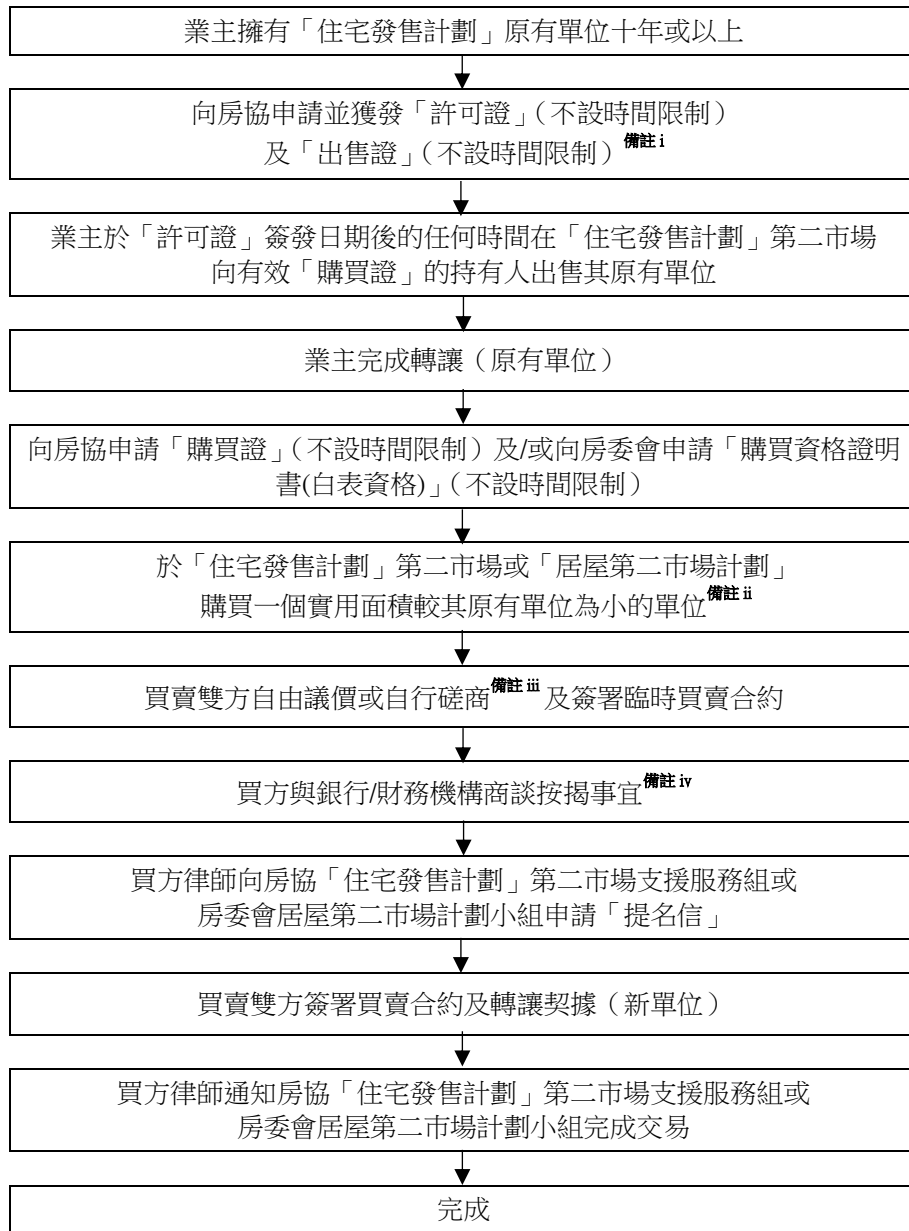 業主擁有「住宅發售計劃」原有單位十年或以上
向房協申請並獲發「許可證」（不設時間限制）
及「出售證」（不設時間限制）備註 i
業主於「許可證」簽發日期後的任何時間在「住宅發售計劃」第二市場
向有效「購買證」的持有人出售其原有單位
業主完成轉讓（原有單位）
向房協申請「購買證」（不設時間限制）及/或向房委會申請「購買資格證明
書(白表資格)」（不設時間限制）
於「住宅發售計劃」第二市場或「居屋第二市場計劃」
購買一個實用面積較其原有單位為小的單位備註 ii
買賣雙方自由議價或自行磋商備註 iii 及簽署臨時買賣合約
買方與銀行/財務機構商談按揭事宜備註 iv
買方律師向房協「住宅發售計劃」第二市場支援服務組或
房委會居屋第二市場計劃小組申請「提名信」
買賣雙方簽署買賣合約及轉讓契據（新單位）
買方律師通知房協「住宅發售計劃」第二市場支援服務組或
房委會居屋第二市場計劃小組完成交易
完成